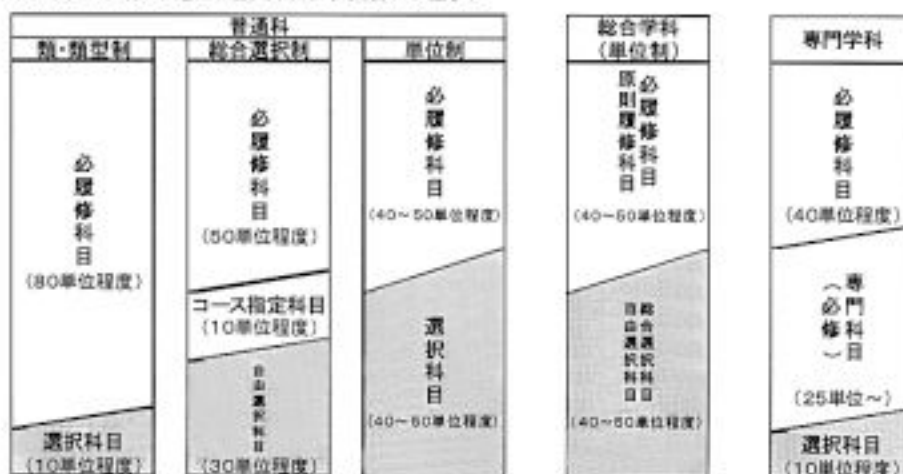 普通科
類・類型制
必履修科目
(80単位程度)
選択科目
(10単位程度)
総合選択制
必履修科目
(50単位程度)
コース指定科目
(10単位程度)
自由選択科目
(30単位程度)
単位制
必履修科目
(40～50単位程度)
選択科目
(40～50単位程度)
総合学科
(単位制)
必履修科目
原則履修科目
(40～50単位程度)
総合選択科目
自由選択科目
(40～50単位程度)
専門学科
必履修科目
(40単位程度)
専門科目
(必修)
(25単位～)
選択科目
(10単位程度)